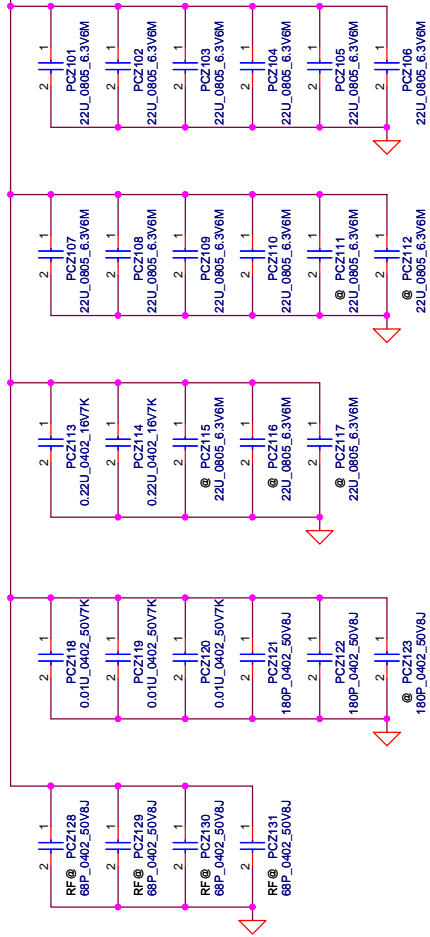 1
2
PCZ101
22U_0805_6.3V6M
1
2
PCZ102
22U_0805_6.3V6M
1
2
PCZ103
22U_0805_6.3V6M
1
2
PCZ104
22U_0805_6.3V6M
1
2
PCZ105
22U_0805_6.3V6M
1
2
PCZ106
22U_0805_6.3V6M
1
2
PCZ107
22U_0805_6.3V6M
1
2
PCZ108
22U_0805_6.3V6M
1
2
PCZ109
22U_0805_6.3V6M
1
2
PCZ110
22U_0805_6.3V6M
1
2
@ PCZ111
22U_0805_6.3V6M
1
2
@ PCZ112
22U_0805_6.3V6M
1
2
PCZ113
0.22U_0402_16V7K
1
2
PCZ114
0.22U_0402_16V7K
1
2
@ PCZ115
22U_0805_6.3V6M
1
2
@ PCZ116
22U_0805_6.3V6M
1
2
@ PCZ117
22U_0805_6.3V6M
1
2
PCZ118
0.01U_0402_50V7K
1
2
PCZ119
0.01U_0402_50V7K
1
2
PCZ120
0.01U_0402_50V7K
1
2
PCZ121
180P_0402_50V8J
1
2
PCZ122
180P_0402_50V8J
1
2
@ PCZ123
180P_0402_50V8J
1
2
RF@ PCZ128
68P_0402_50V8J
1
2
RF@ PCZ129
68P_0402_50V8J
1
2
RF@ PCZ130
68P_0402_50V8J
1
2
RF@ PCZ131
68P_0402_50V8J